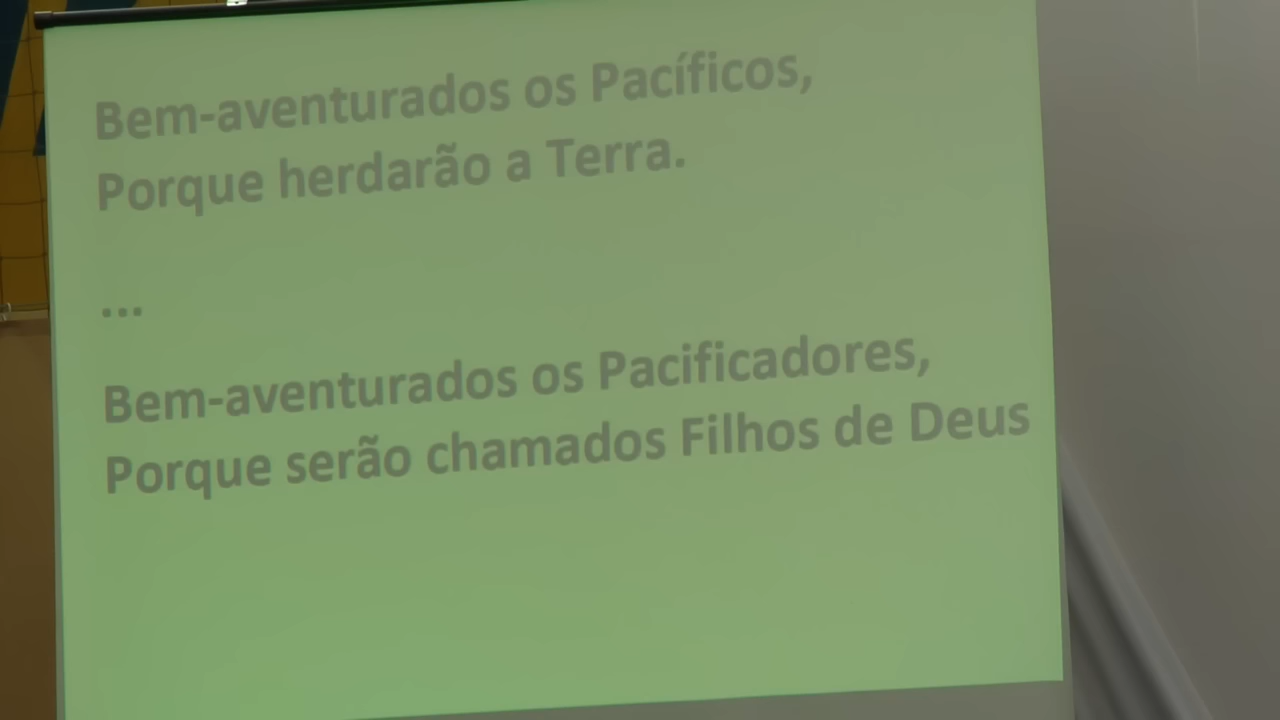 Bem-aventurados os Pacíficos,
Porque herdarão a Terra.
...
Bem-aventurados os Pacificadores,
Porque serão chamados Filhos de Deus